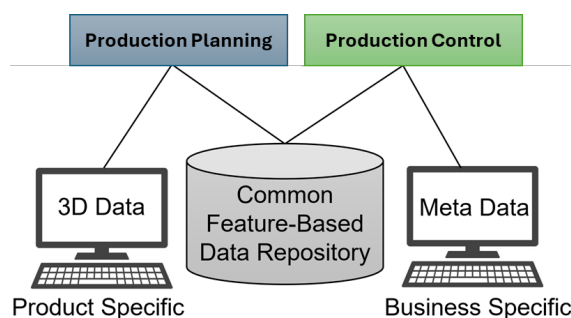 Production Planning
Production Control
3D Data
Common
Feature-Based
Data Repository
Meta Data
Product Specific
Business Specific